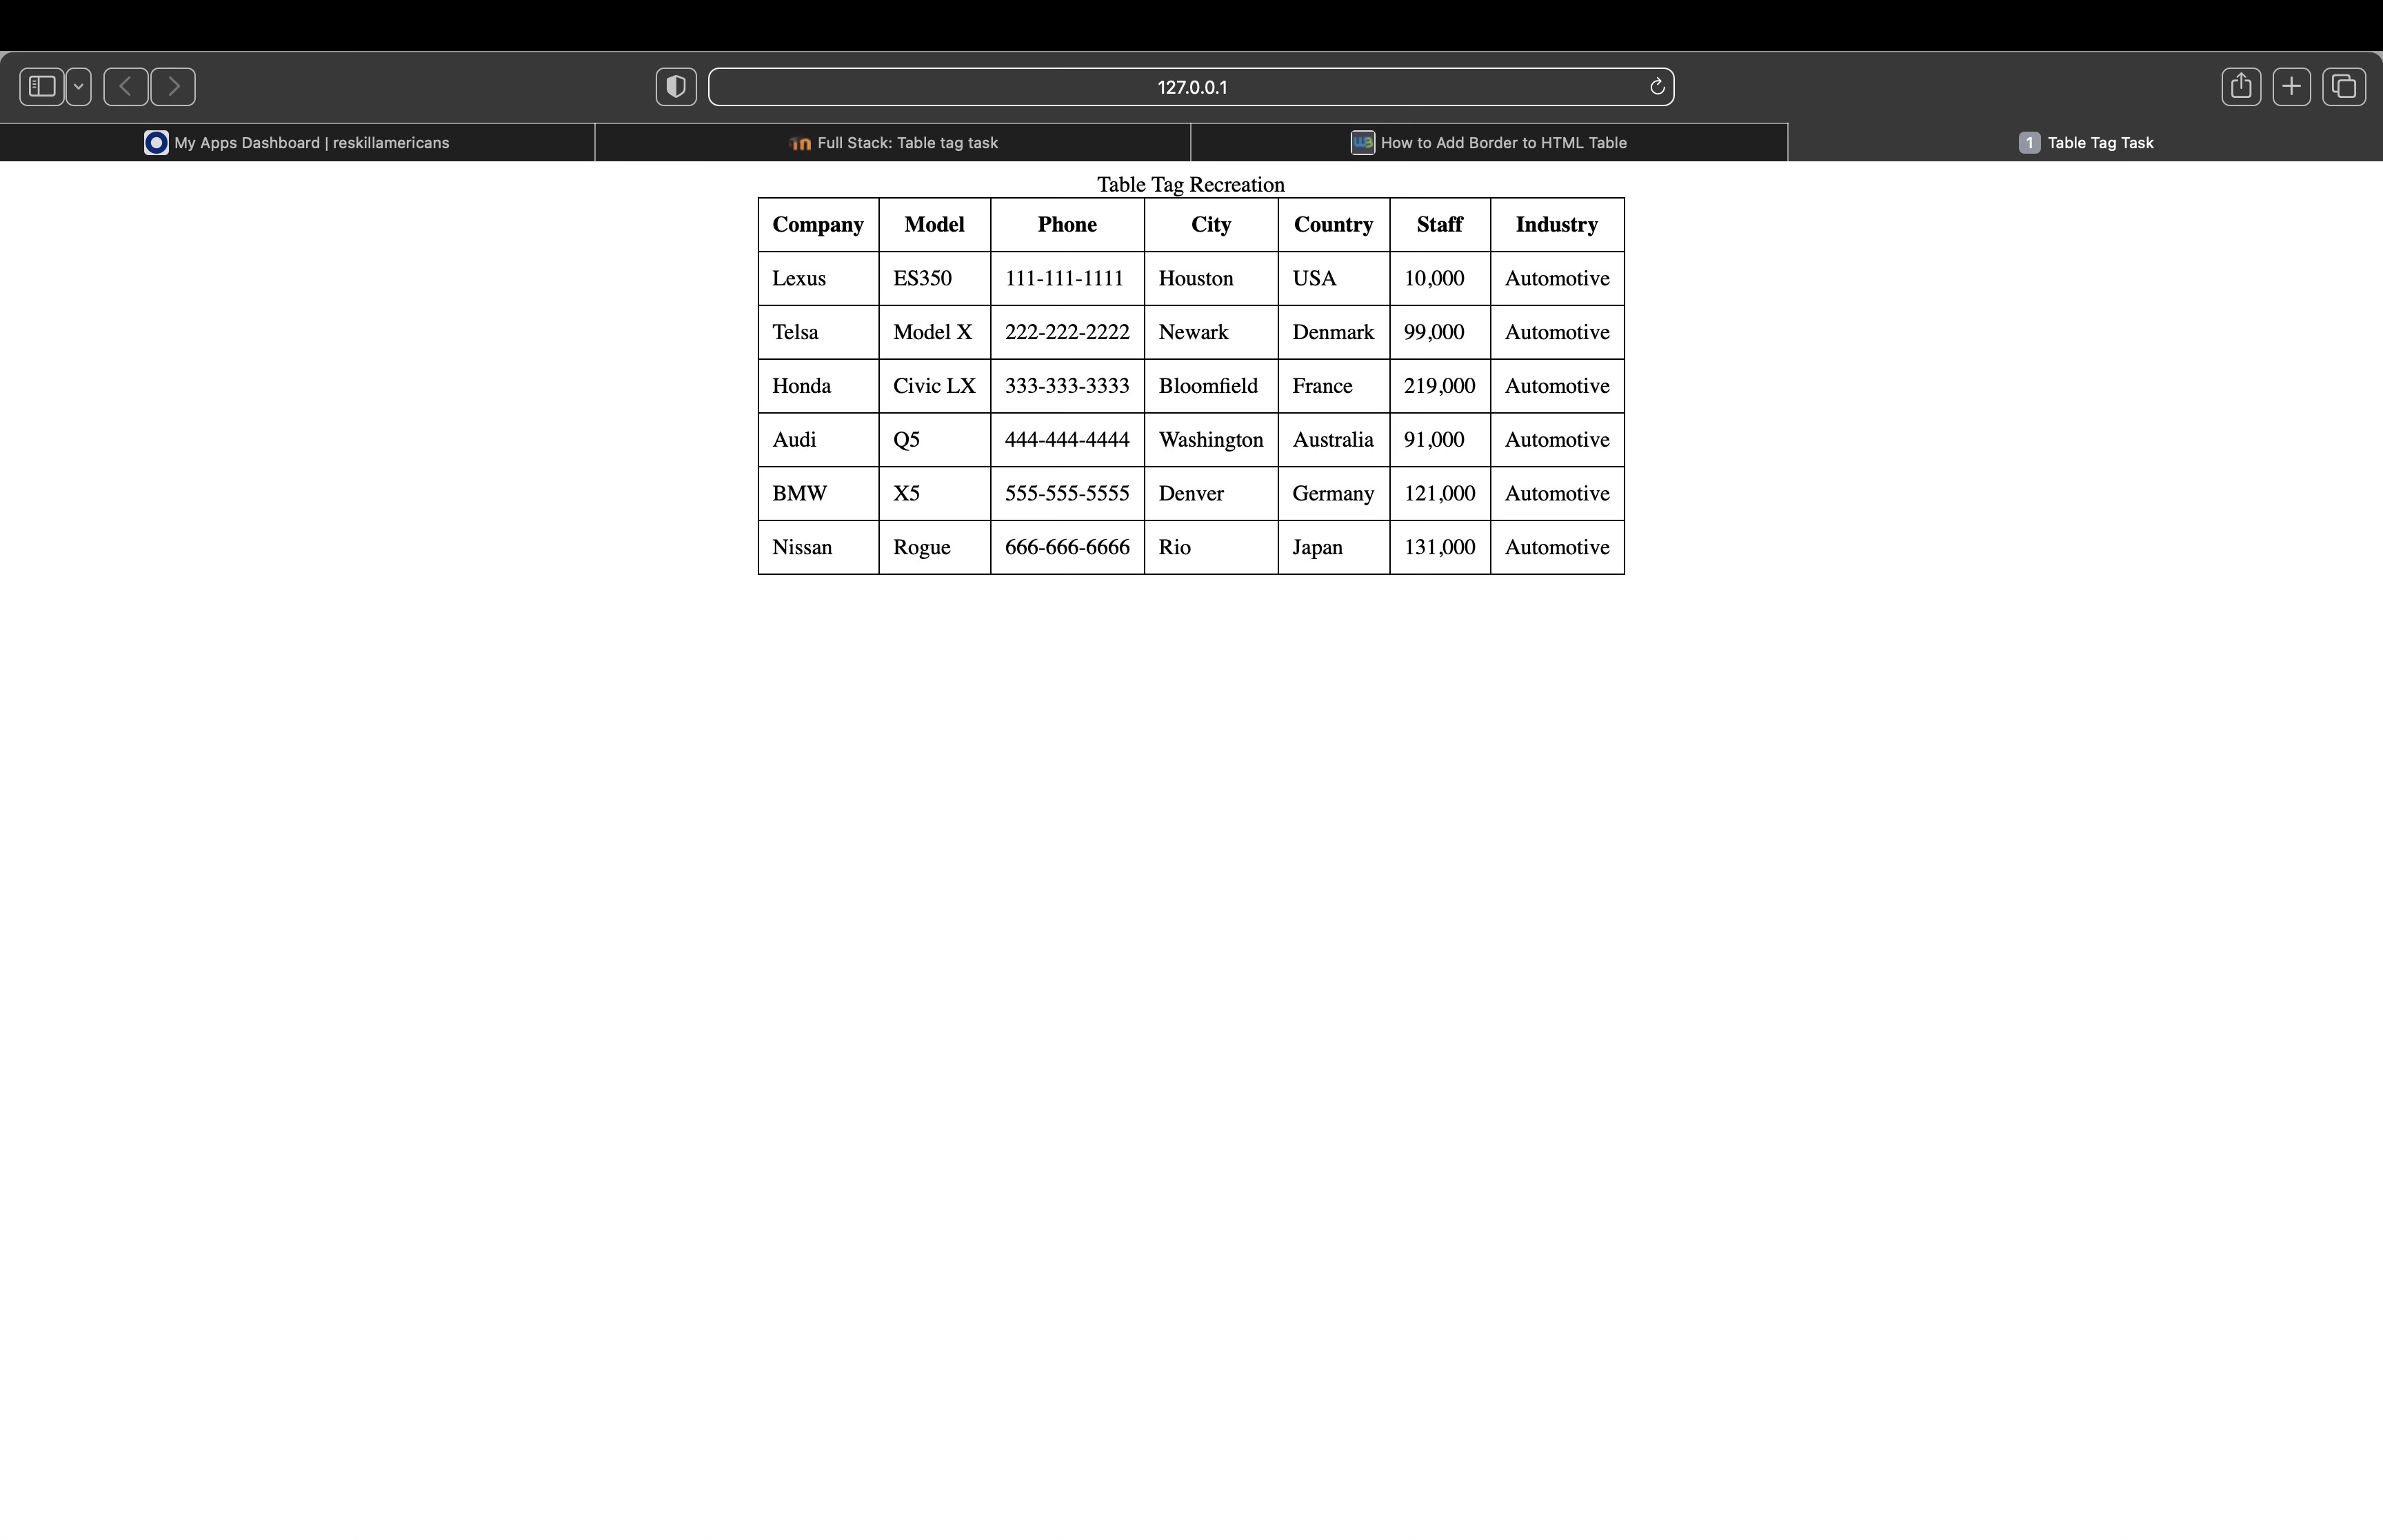 127.0.0.1
My Apps Dashboard | reskillamericans Full Stack: Table tag task How to Add Border to HTML Table 1 Table Tag Task
Table Tag Recreation
Company Model Phone City Country Staff Industry
Lexus ES350 111-111-1111 Houston USA 10,000 Automotive
Telsa Model X 222-222-2222 Newark Denmark 99,000 Automotive
Honda Civic LX 333-333-3333 Bloomfield France 219,000 Automotive
Audi Q5 444-444-4444 Washington Australia 91,000 Automotive
BMW X5 555-555-5555 Denver Germany 121,000 Automotive
Nissan Rogue 666-666-6666 Rio Japan 131,000 Automotive